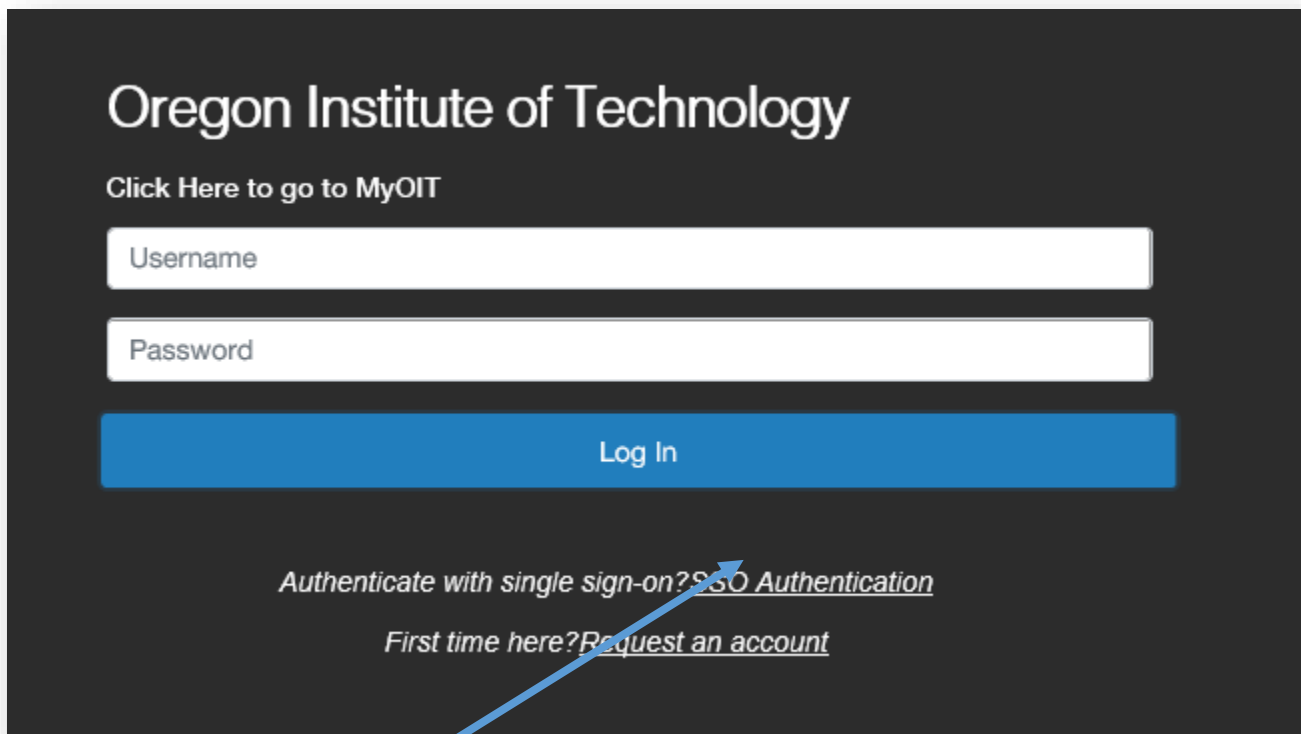 Oregon Institute of Technology
Click Here to go to MyOIT
Username
Password
Log In
Authenticate with single sign-on?SSO Authentication
First time here?Request an account